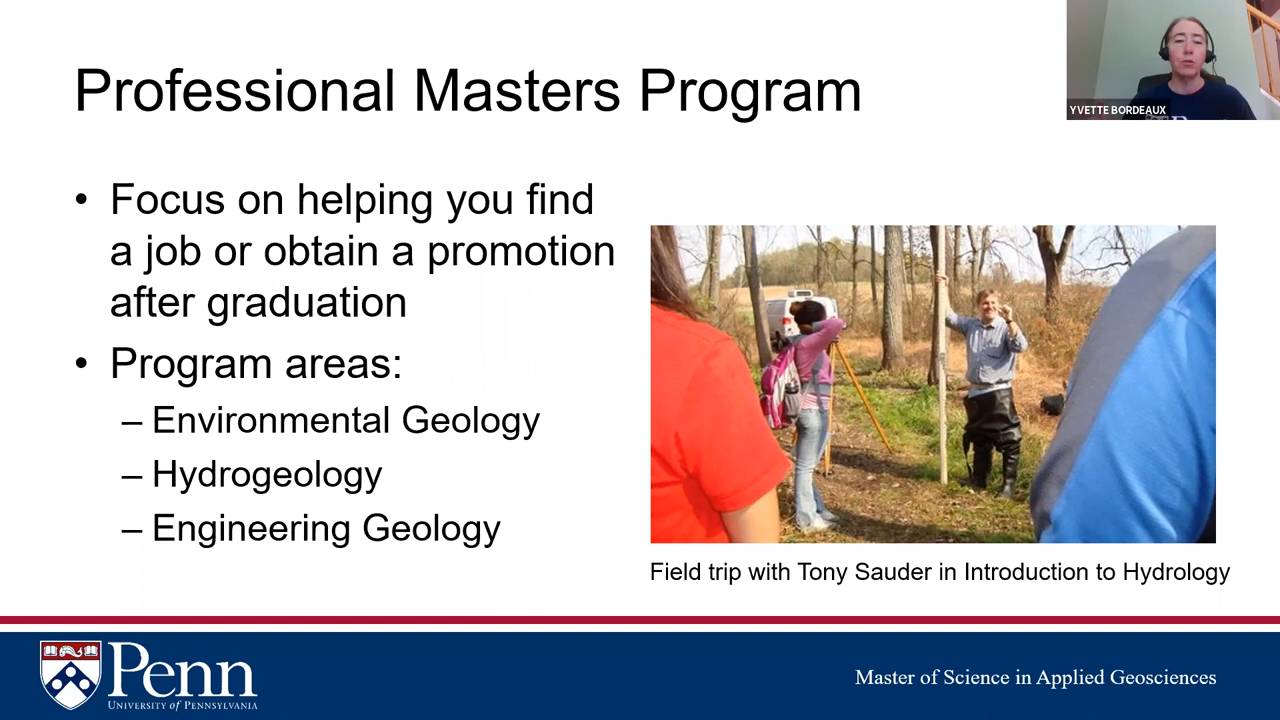 Professional Masters Program
YVETTE BORDEAUX
• Focus on helping you find
a job or obtain a promotion
after graduation
• Program areas:
– Environmental Geology
– Hydrogeology
– Engineering Geology
Field trip with Tony Sauder in Introduction to Hydrology
Penn
UNIVERSITY of PENNSYLVANIA
Master of Science in Applied Geosciences